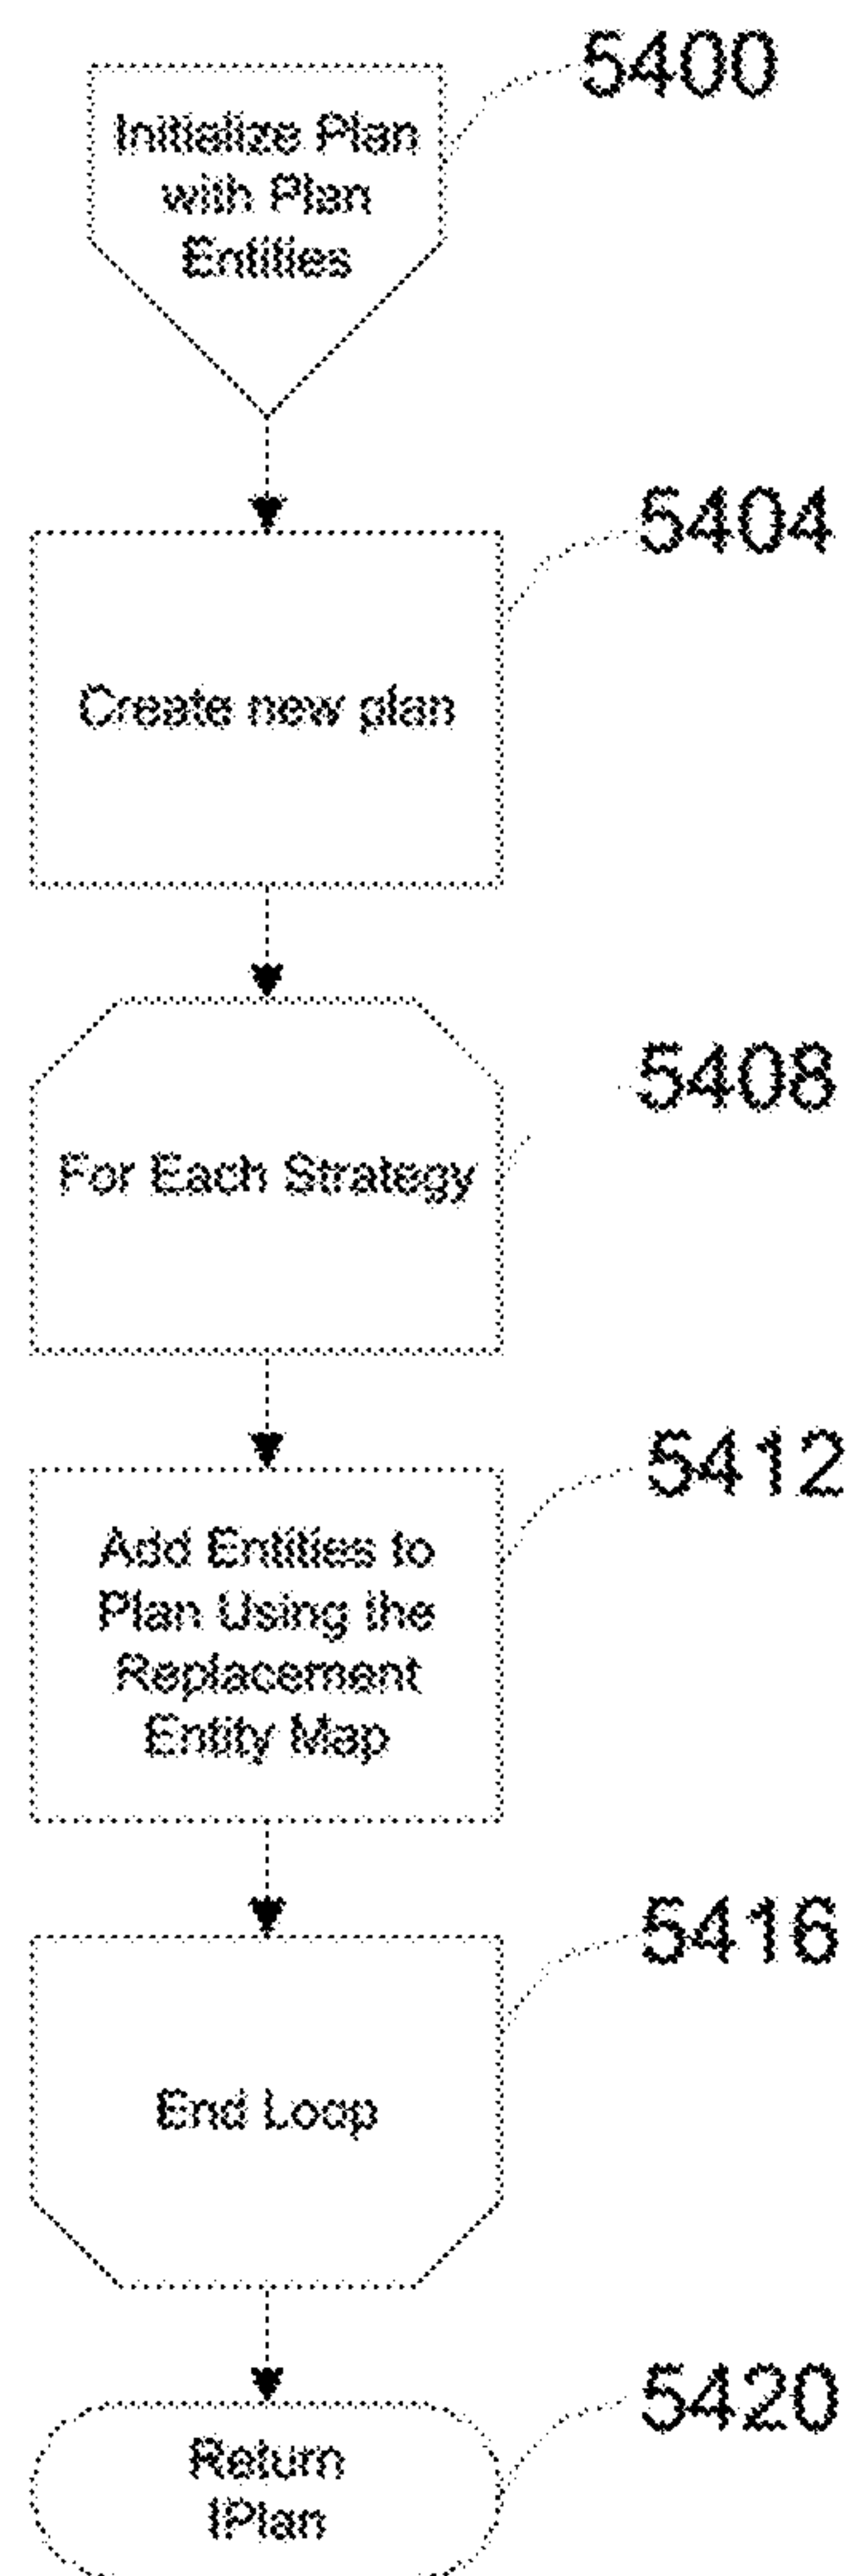 5400
Initialize Plan
with Plan
Entities
5404
Create new plan
5408
For Each Strategy
5412
Add Entities to
Plan Using the
Replacement
Entity Map
5416
End Loop
5420
Return
IPlan